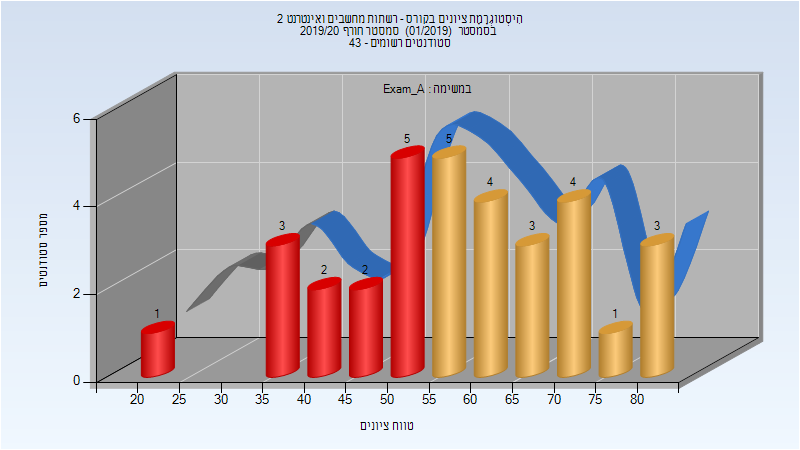 הִיסְטוֹגְרָמַת ציונים בקורס - רשתות מחשבים ואינטרנט 2
בסמסטר (01/2019) סמסטר חורף 2019/20
סטודנטים רשומים - 43
במשימה : Exam_A
6
4
2
0
מספר סטודנטים
1
3
2
2
5
5
4
3
4
1
3
20 25 30 35 40 45 50 55 60 65 70 75 80
טווח ציונים